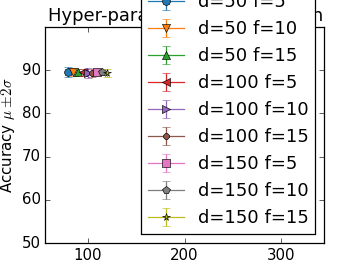 Hyper-para
d=50 f=5
d=50 f=10
d=50 f=15
d=100 f=5
d=100 f=10
d=100 f=15
d=150 f=5
d=150 f=10
d=150 f=15
Accuracy μ±2σ
90
80
70
60
50
100
200
300